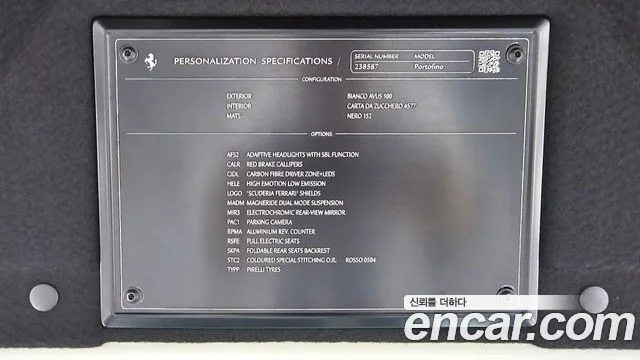 PERSONALIZATION SPECIFICATIONS
SERIAL NUMBER MODEL
238587 Portofino
CONFIGURATION
EXTERIOR BIANCO AVUS 100
INTERIOR CARTA DA ZUCCHERO 4577
MATS NERO 152
OPTIONS
AFS2 ADAPTIVE HEADLIGHTS WITH SBL FUNCTION
CALR RED BRAKE CALLIPERS
CIDL CARBON FIBRE DRIVER ZONE+LEDS
HELE HIGH EMOTION LOW EMISSION
LOGO "SCUDERIA FERRARI" SHIELDS
MADM MAGNERIDE DUAL MODE SUSPENSION
MIR3 ELECTROCHROMIC REAR-VIEW MIRROR
PAC1 PARKING CAMERA
RPMA ALUMINIUM REV. COUNTER
RSFE FULL ELECTRIC SEATS
SKPA FOLDABLE REAR SEATS BACKREST
STC2 COLOURED SPECIAL STITCHING O.R. ROSSO 0504
TYPP PIRELLI TYRES
신뢰를 더하다
encar.com